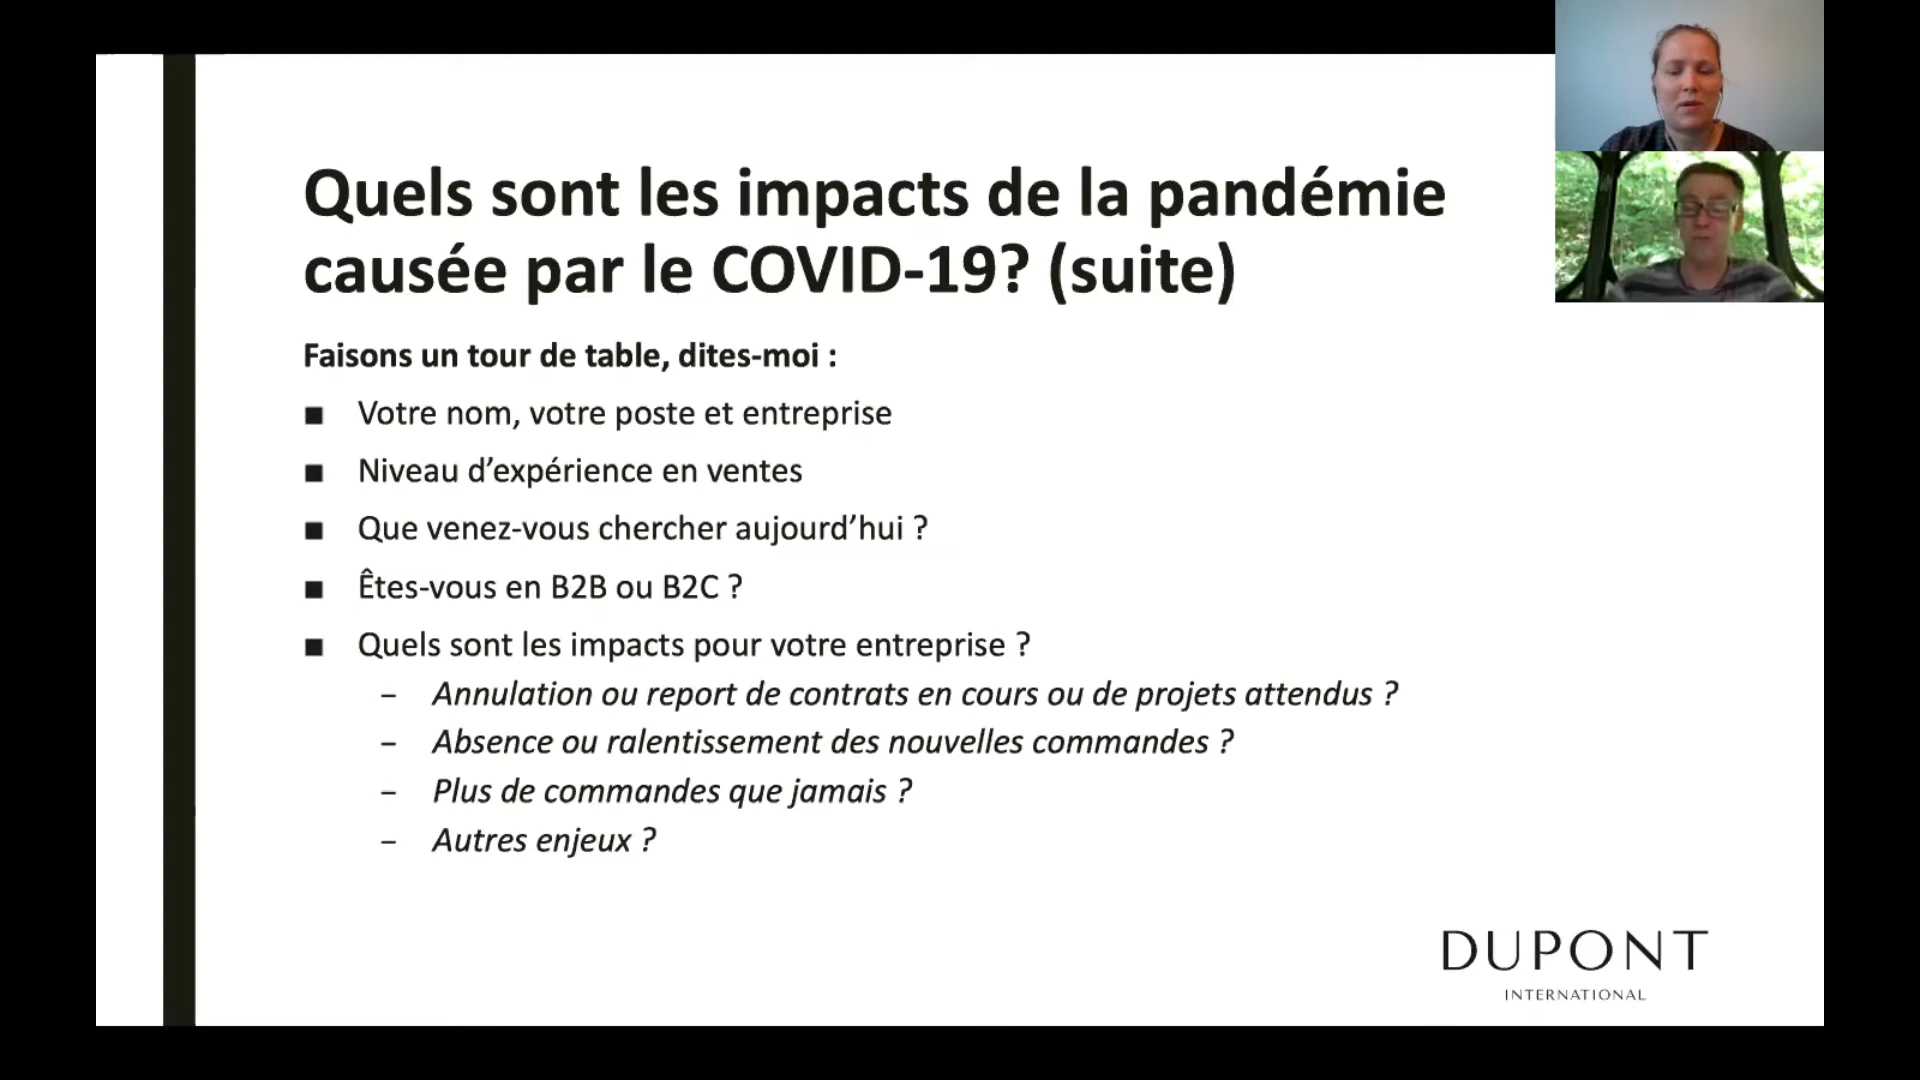 Quels sont les impacts de la pandémie
causée par le COVID-19? (suite)
Faisons un tour de table, dites-moi :
■ Votre nom, votre poste et entreprise
■ Niveau d’expérience en ventes
■ Que venez-vous chercher aujourd’hui ?
■ Êtes-vous en B2B ou B2C ?
■ Quels sont les impacts pour votre entreprise ?
– Annulation ou report de contrats en cours ou de projets attendus ?
– Absence ou ralentissement des nouvelles commandes ?
– Plus de commandes que jamais ?
– Autres enjeux ?
DUPONT
INTERNATIONAL